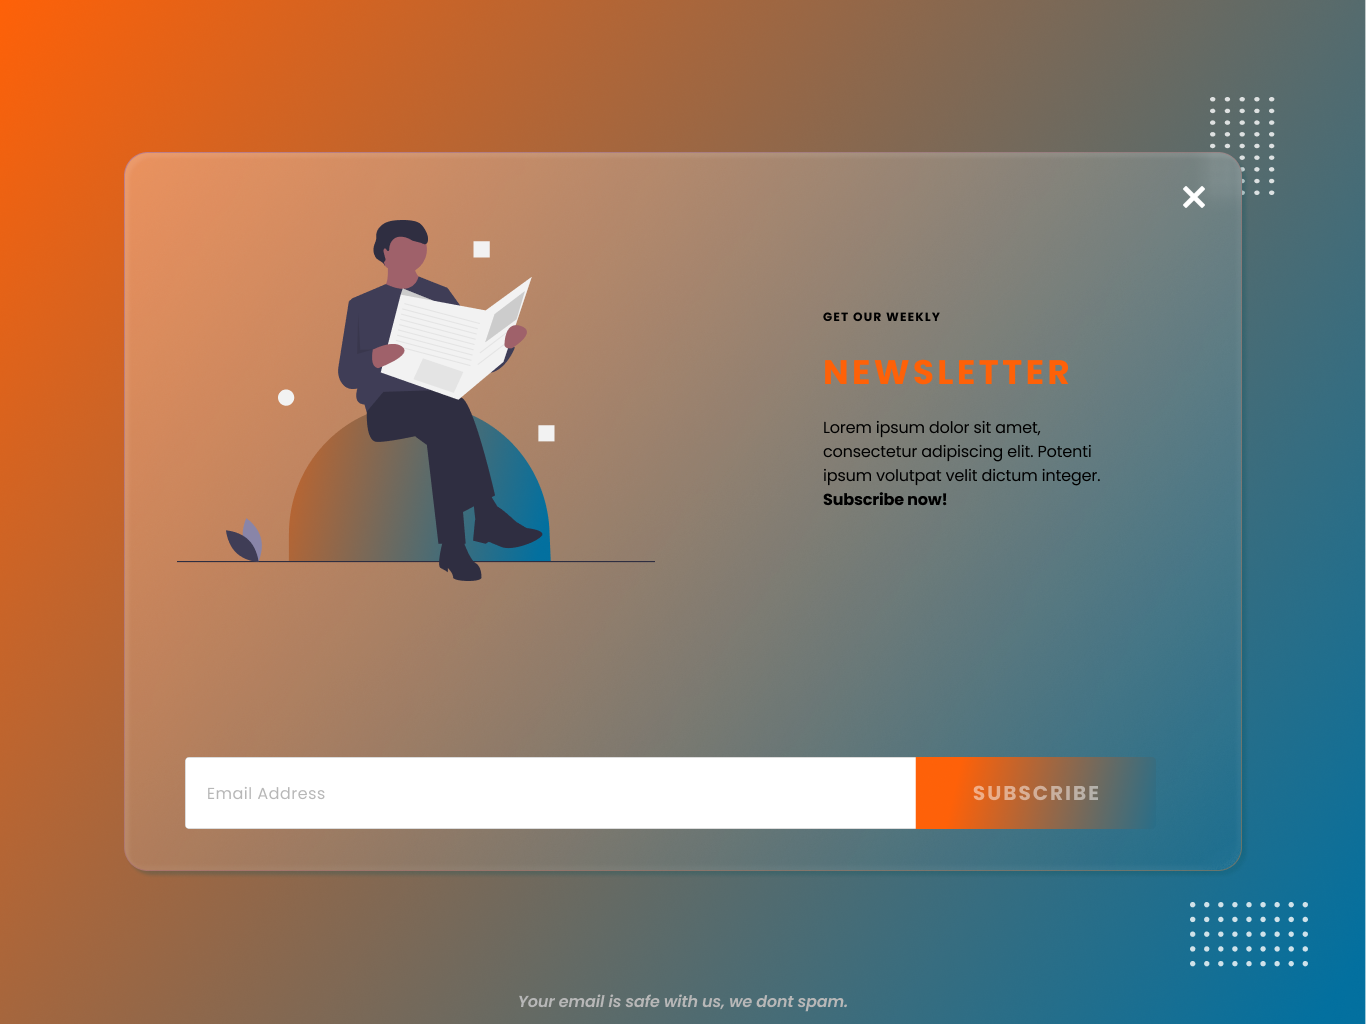 GET OUR WEEKLY
NEWSLETTER
Lorem ipsum dolor sit amet,
consectetur adipiscing elit. Potenti
ipsum volutpat velit dictum integer.
Subscribe now!
Email Address
SUBSCRIBE
Your email is safe with us, we dont spam.